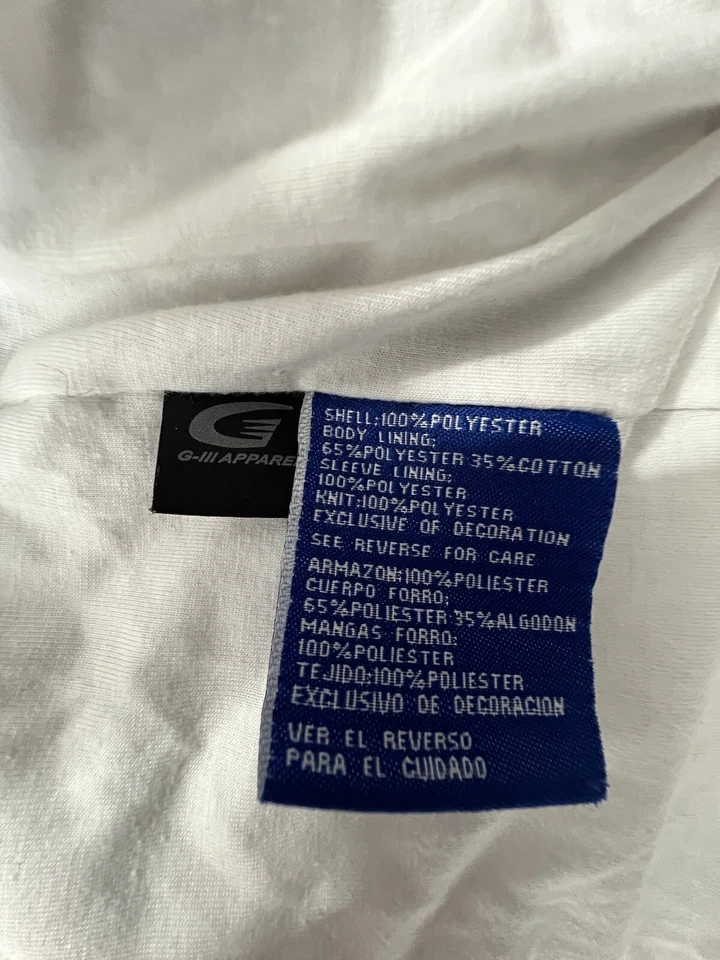 G-III APPARE
SHELL:100%POLYESTER
BODY LINING:
65%POLYESTER 35%COTTON
SLEEVE LINING:
100%POLYESTER
KNIT:100%POLYESTER
EXCLUSIVE OF DECORATION
SEE REVERSE FOR CARE
ARMAZON:100%POLIESTER
CUERPO FORRO:
65%POLIESTER 35%ALGODON
MANGAS FORRO:
100%POLIESTER
TEJIDO:100%POLIESTER
EXCLUSIVO DE DECORACION
VER EL REVERSO
PARA EL CUIDADO